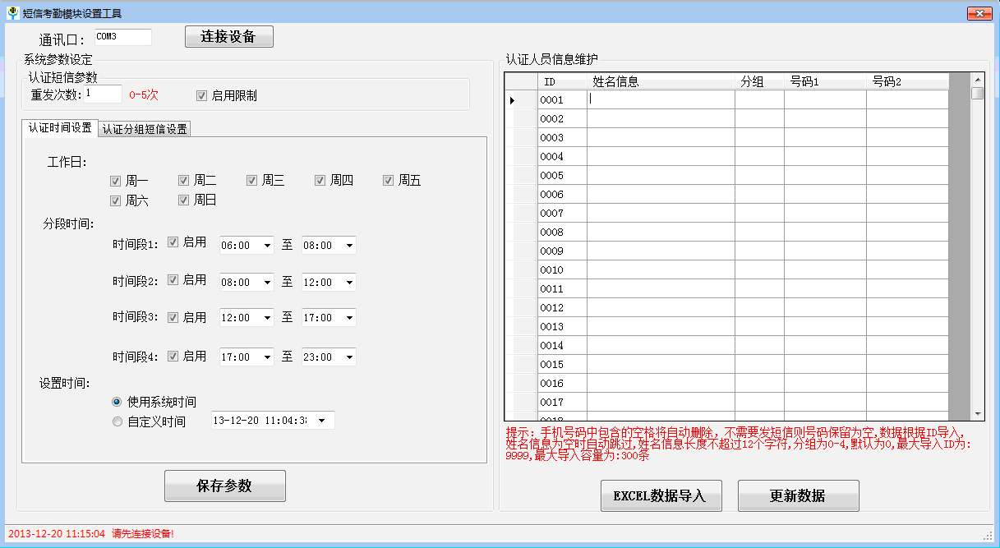 短信考勤模块设置工具
通讯口: COM3 连接设备
系统参数设定
认证短信参数
重发次数: 1 0-5次 启用限制
认证时间设置 认证分组短信设置
工作日:
周一 周二 周三 周四 周五
周六 周日
分段时间:
时间段1: 启用 06:00 至 08:00
时间段2: 启用 08:00 至 12:00
时间段3: 启用 12:00 至 17:00
时间段4: 启用 17:00 至 23:00
设置时间:
使用系统时间
自定义时间 13-12-20 11:04:3
保存参数
认证人员信息维护
ID 姓名信息 分组 号码1 号码2
0001
0002
0003
0004
0005
0006
0007
0008
0009
0010
0011
0012
0013
0014
0015
0016
0017
0018
提示: 手机号码中包含的空格将自动删除, 不需要发短信则号码保留为空,数据根据ID导入,
姓名信息为空时自动跳过,姓名信息长度不超过12个字符,分组为0-4,默认为0,最大导入ID为:
9999,最大导入容量为:300条
EXCEL数据导入 更新数据
2013-12-20 11:15:04 请先连接设备!